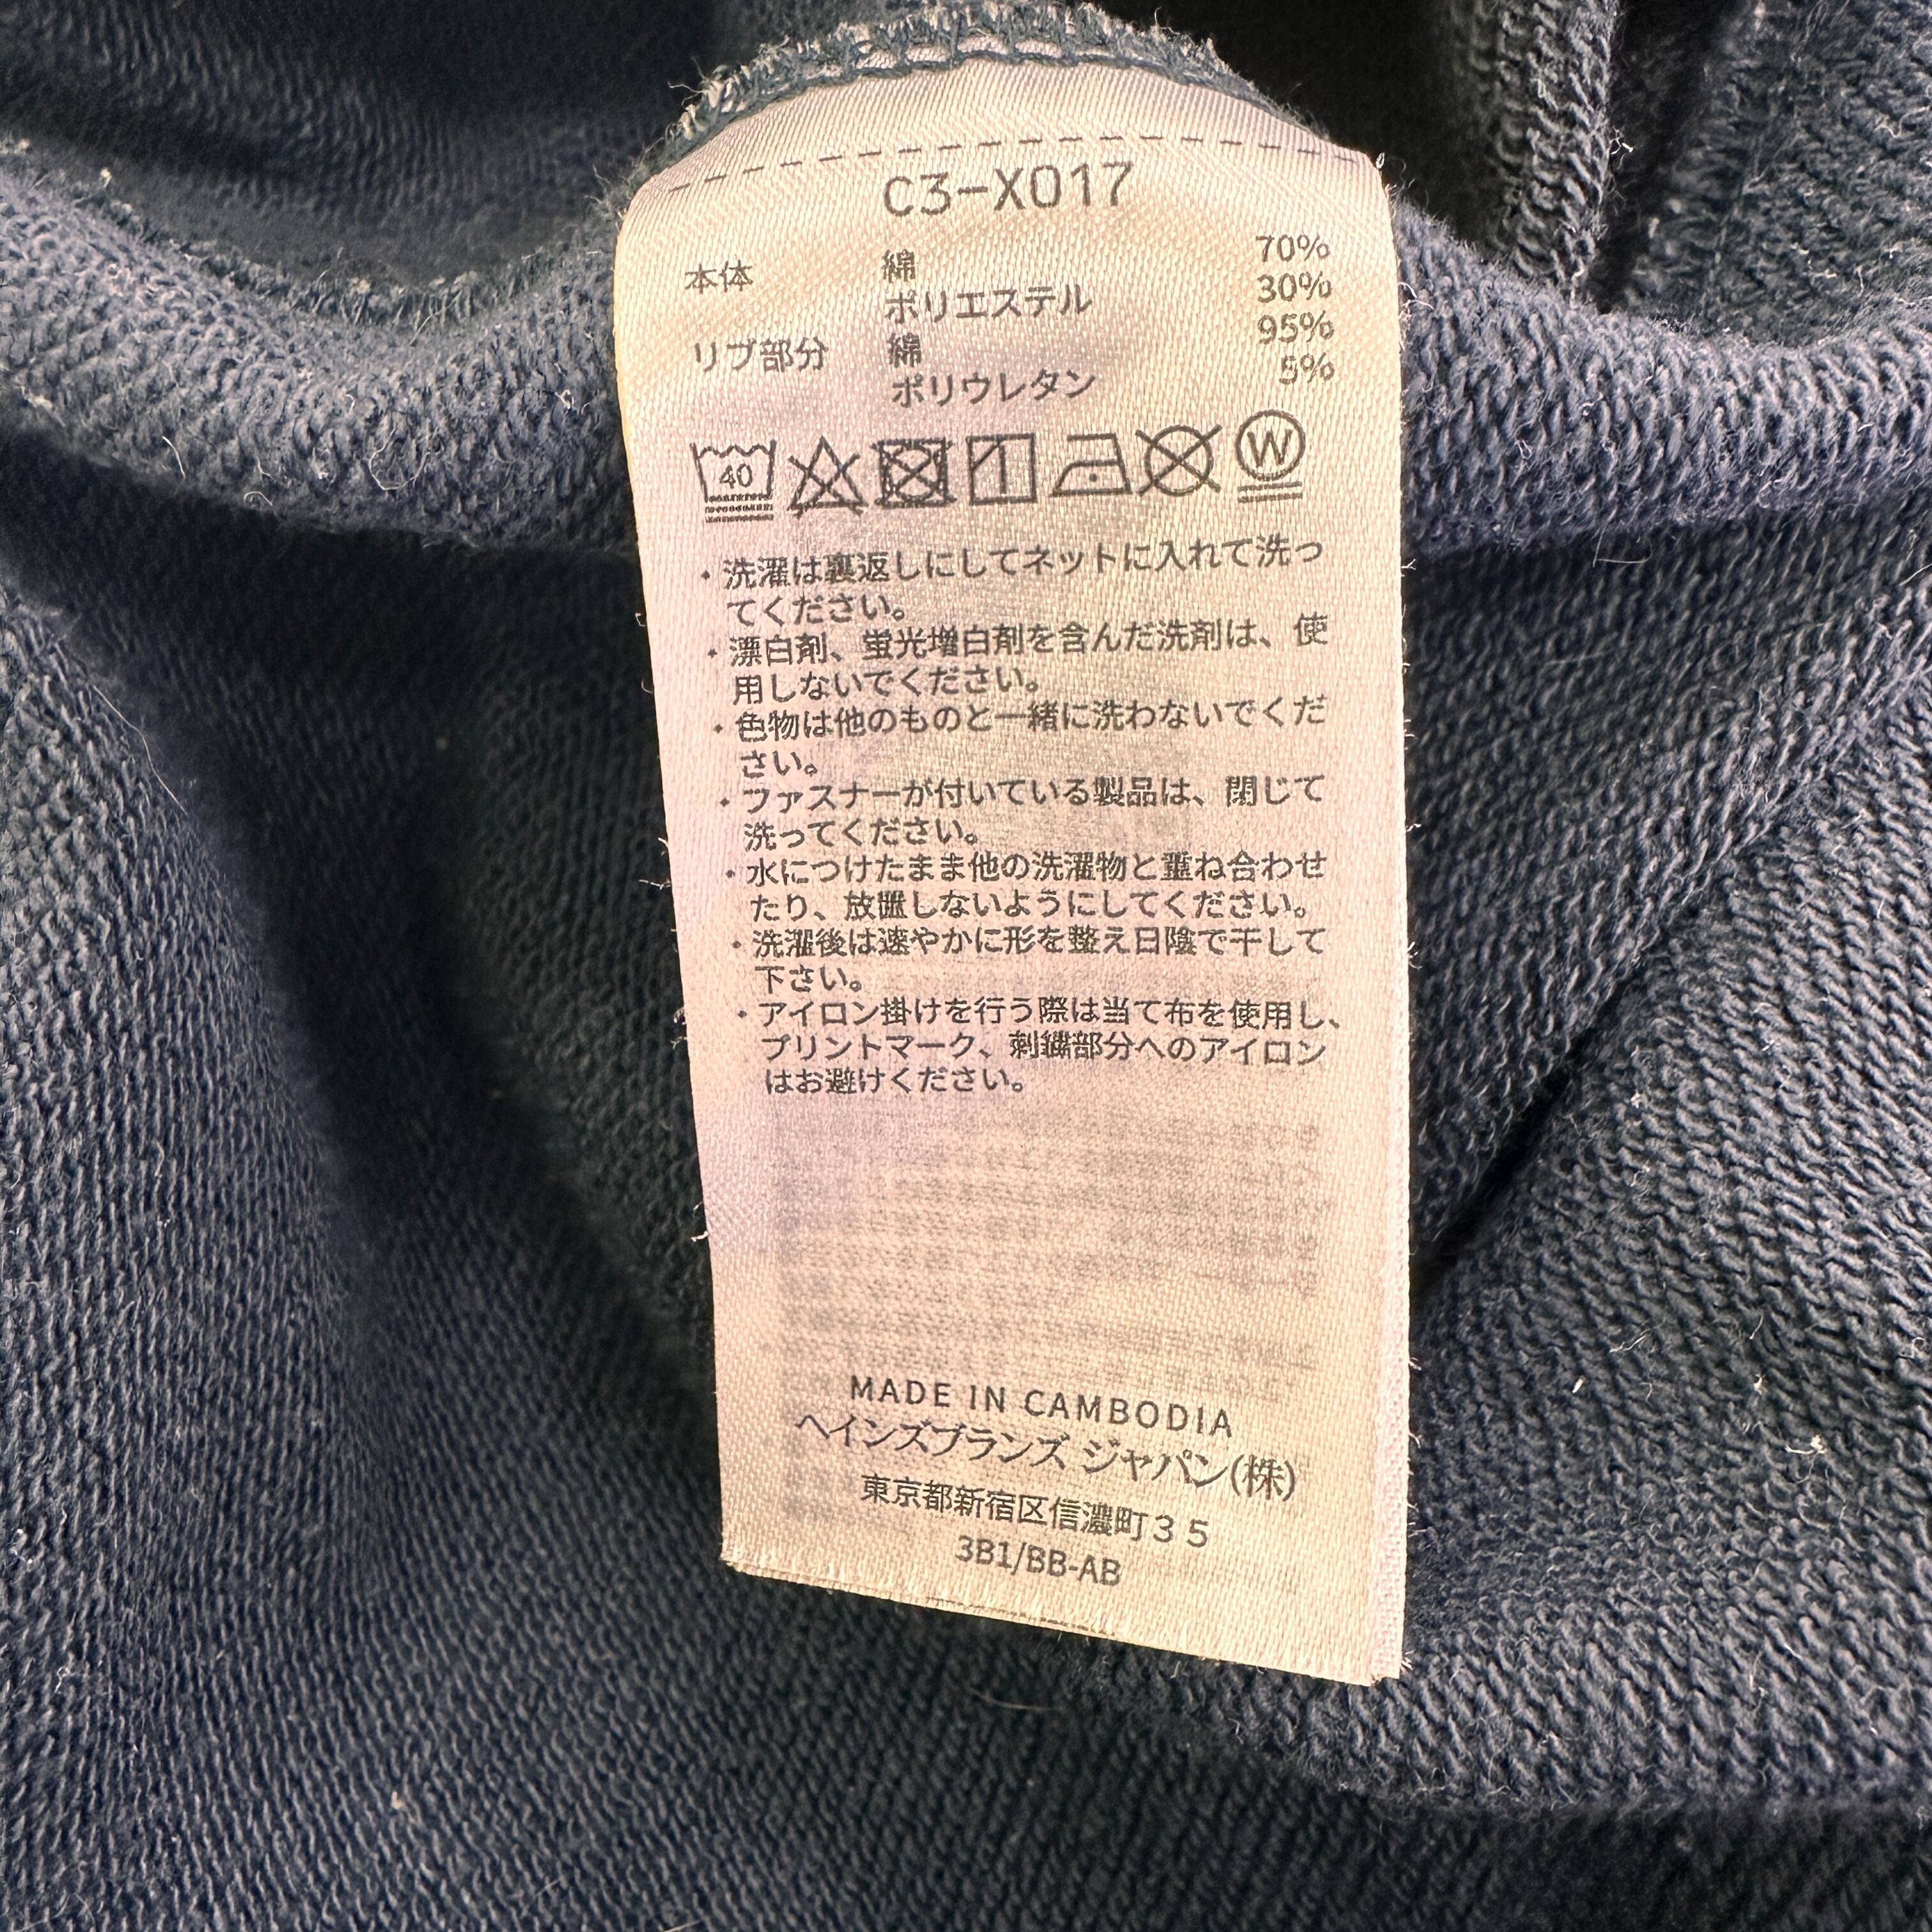 C3-X017
本体 綿 70%
ポリエステル 30%
リブ部分 綿 95%
ポリウレタン 5%
40 W
・洗濯は裏返しにしてネットに入れて洗っ
てください。
・漂白剤、蛍光増白剤を含んだ洗剤は、使
用しないでください。
・色物は他のものと一緒に洗わないでくだ
さい。
・ファスナーが付いている製品は、閉じて
洗ってください。
・水につけたまま他の洗濯物と重ね合わせ
たり、放置しないようにしてください。
・洗濯後は速やかに形を整え日陰で干して
下さい。
・アイロン掛けを行う際は当て布を使用し、
プリントマーク、刺繍部分へのアイロン
はお避けください。
MADE IN CAMBODIA
ヘインズブランズ ジャパン(株)
東京都新宿区信濃町３５
3B1/BB-AB